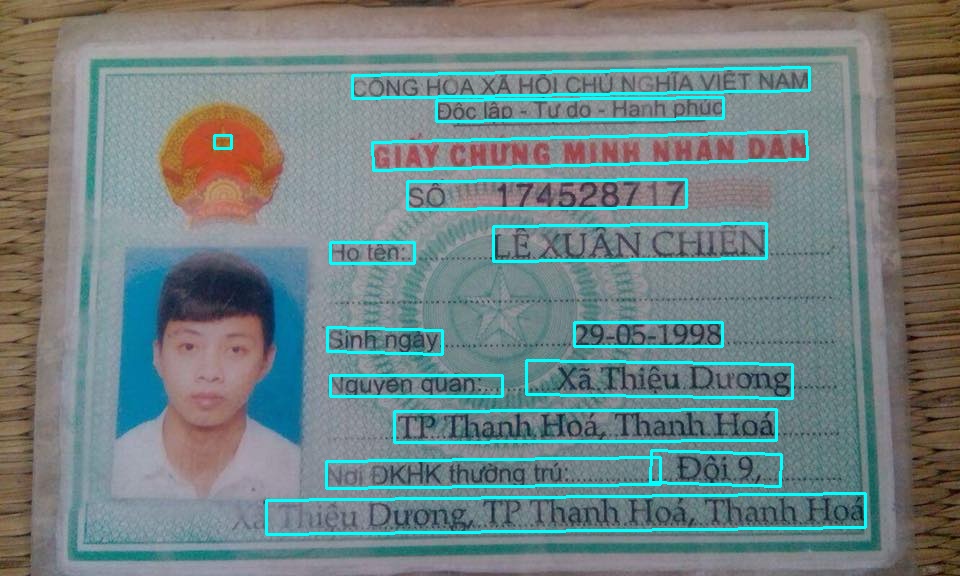 CỘNG HÒA XÃ HỘI CHỦ NGHĨA VIỆT NAM
Độc lập - Tự do - Hạnh phúc
GIẤY CHỨNG MINH NHÂN DÂN
SỐ 174528717
Họ tên: LÊ XUÂN CHIẾN
Sinh ngày 29-05-1998
Nguyên quán: Xã Thiệu Dương
TP Thanh Hoá, Thanh Hoá
Nơi ĐKHK thường trú: Đội 9,
Xã Thiệu Dương, TP Thanh Hoá, Thanh Hoá